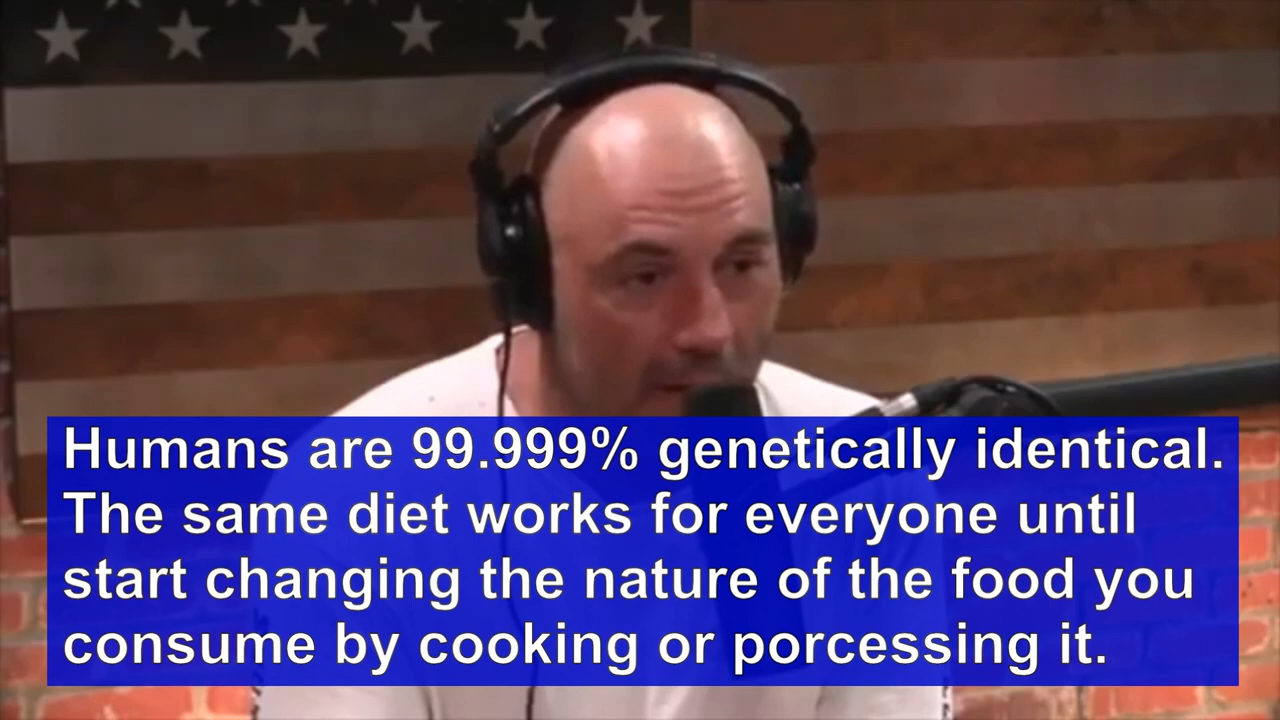 Humans are 99.999% genetically identical.
The same diet works for everyone until
start changing the nature of the food you
consume by cooking or porcessing it.